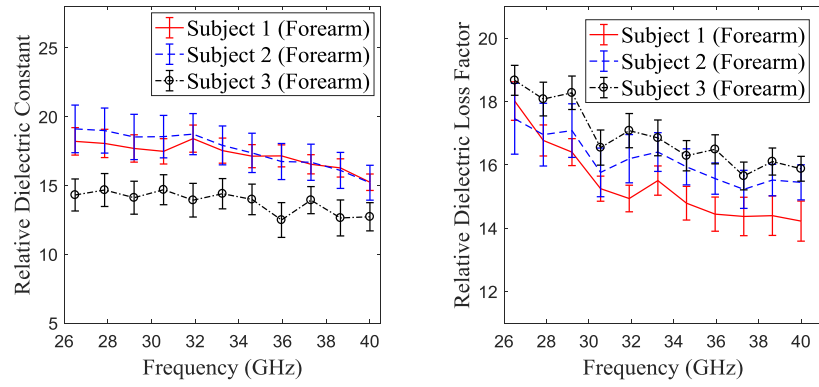 Relative Dielectric Constant
25
20
15
10
5
Subject 1 (Forearm)
Subject 2 (Forearm)
Subject 3 (Forearm)
26 28 30 32 34 36 38 40
Frequency (GHz)
Relative Dielectric Loss Factor
20
18
16
14
12
Subject 1 (Forearm)
Subject 2 (Forearm)
Subject 3 (Forearm)
26 28 30 32 34 36 38 40
Frequency (GHz)